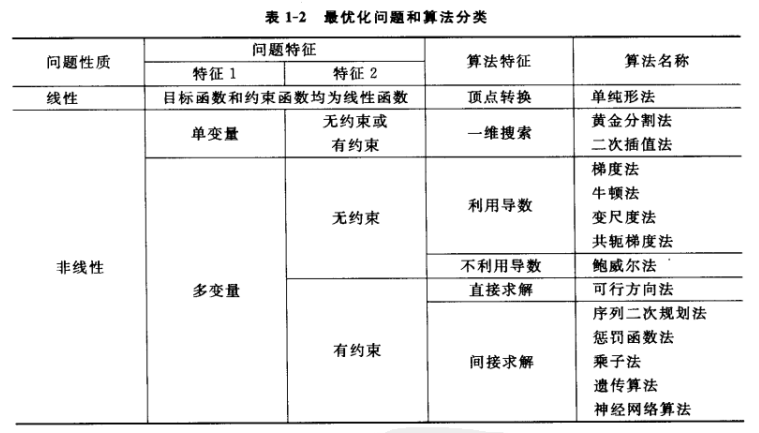 表 1-2 最优化问题和算法分类
问题性质 问题特征 算法特征 算法名称
特征 1 特征 2
线性 目标函数和约束函数均为线性函数 顶点转换 单纯形法
非线性 单变量 无约束或 一维搜索 黄金分割法
有约束 二次插值法
多变量 无约束 利用导数 梯度法
牛顿法
变尺度法
共轭梯度法
不利用导数 鲍威尔法
有约束 直接求解 可行方向法
间接求解 序列二次规划法
惩罚函数法
乘子法
遗传算法
神经网络算法